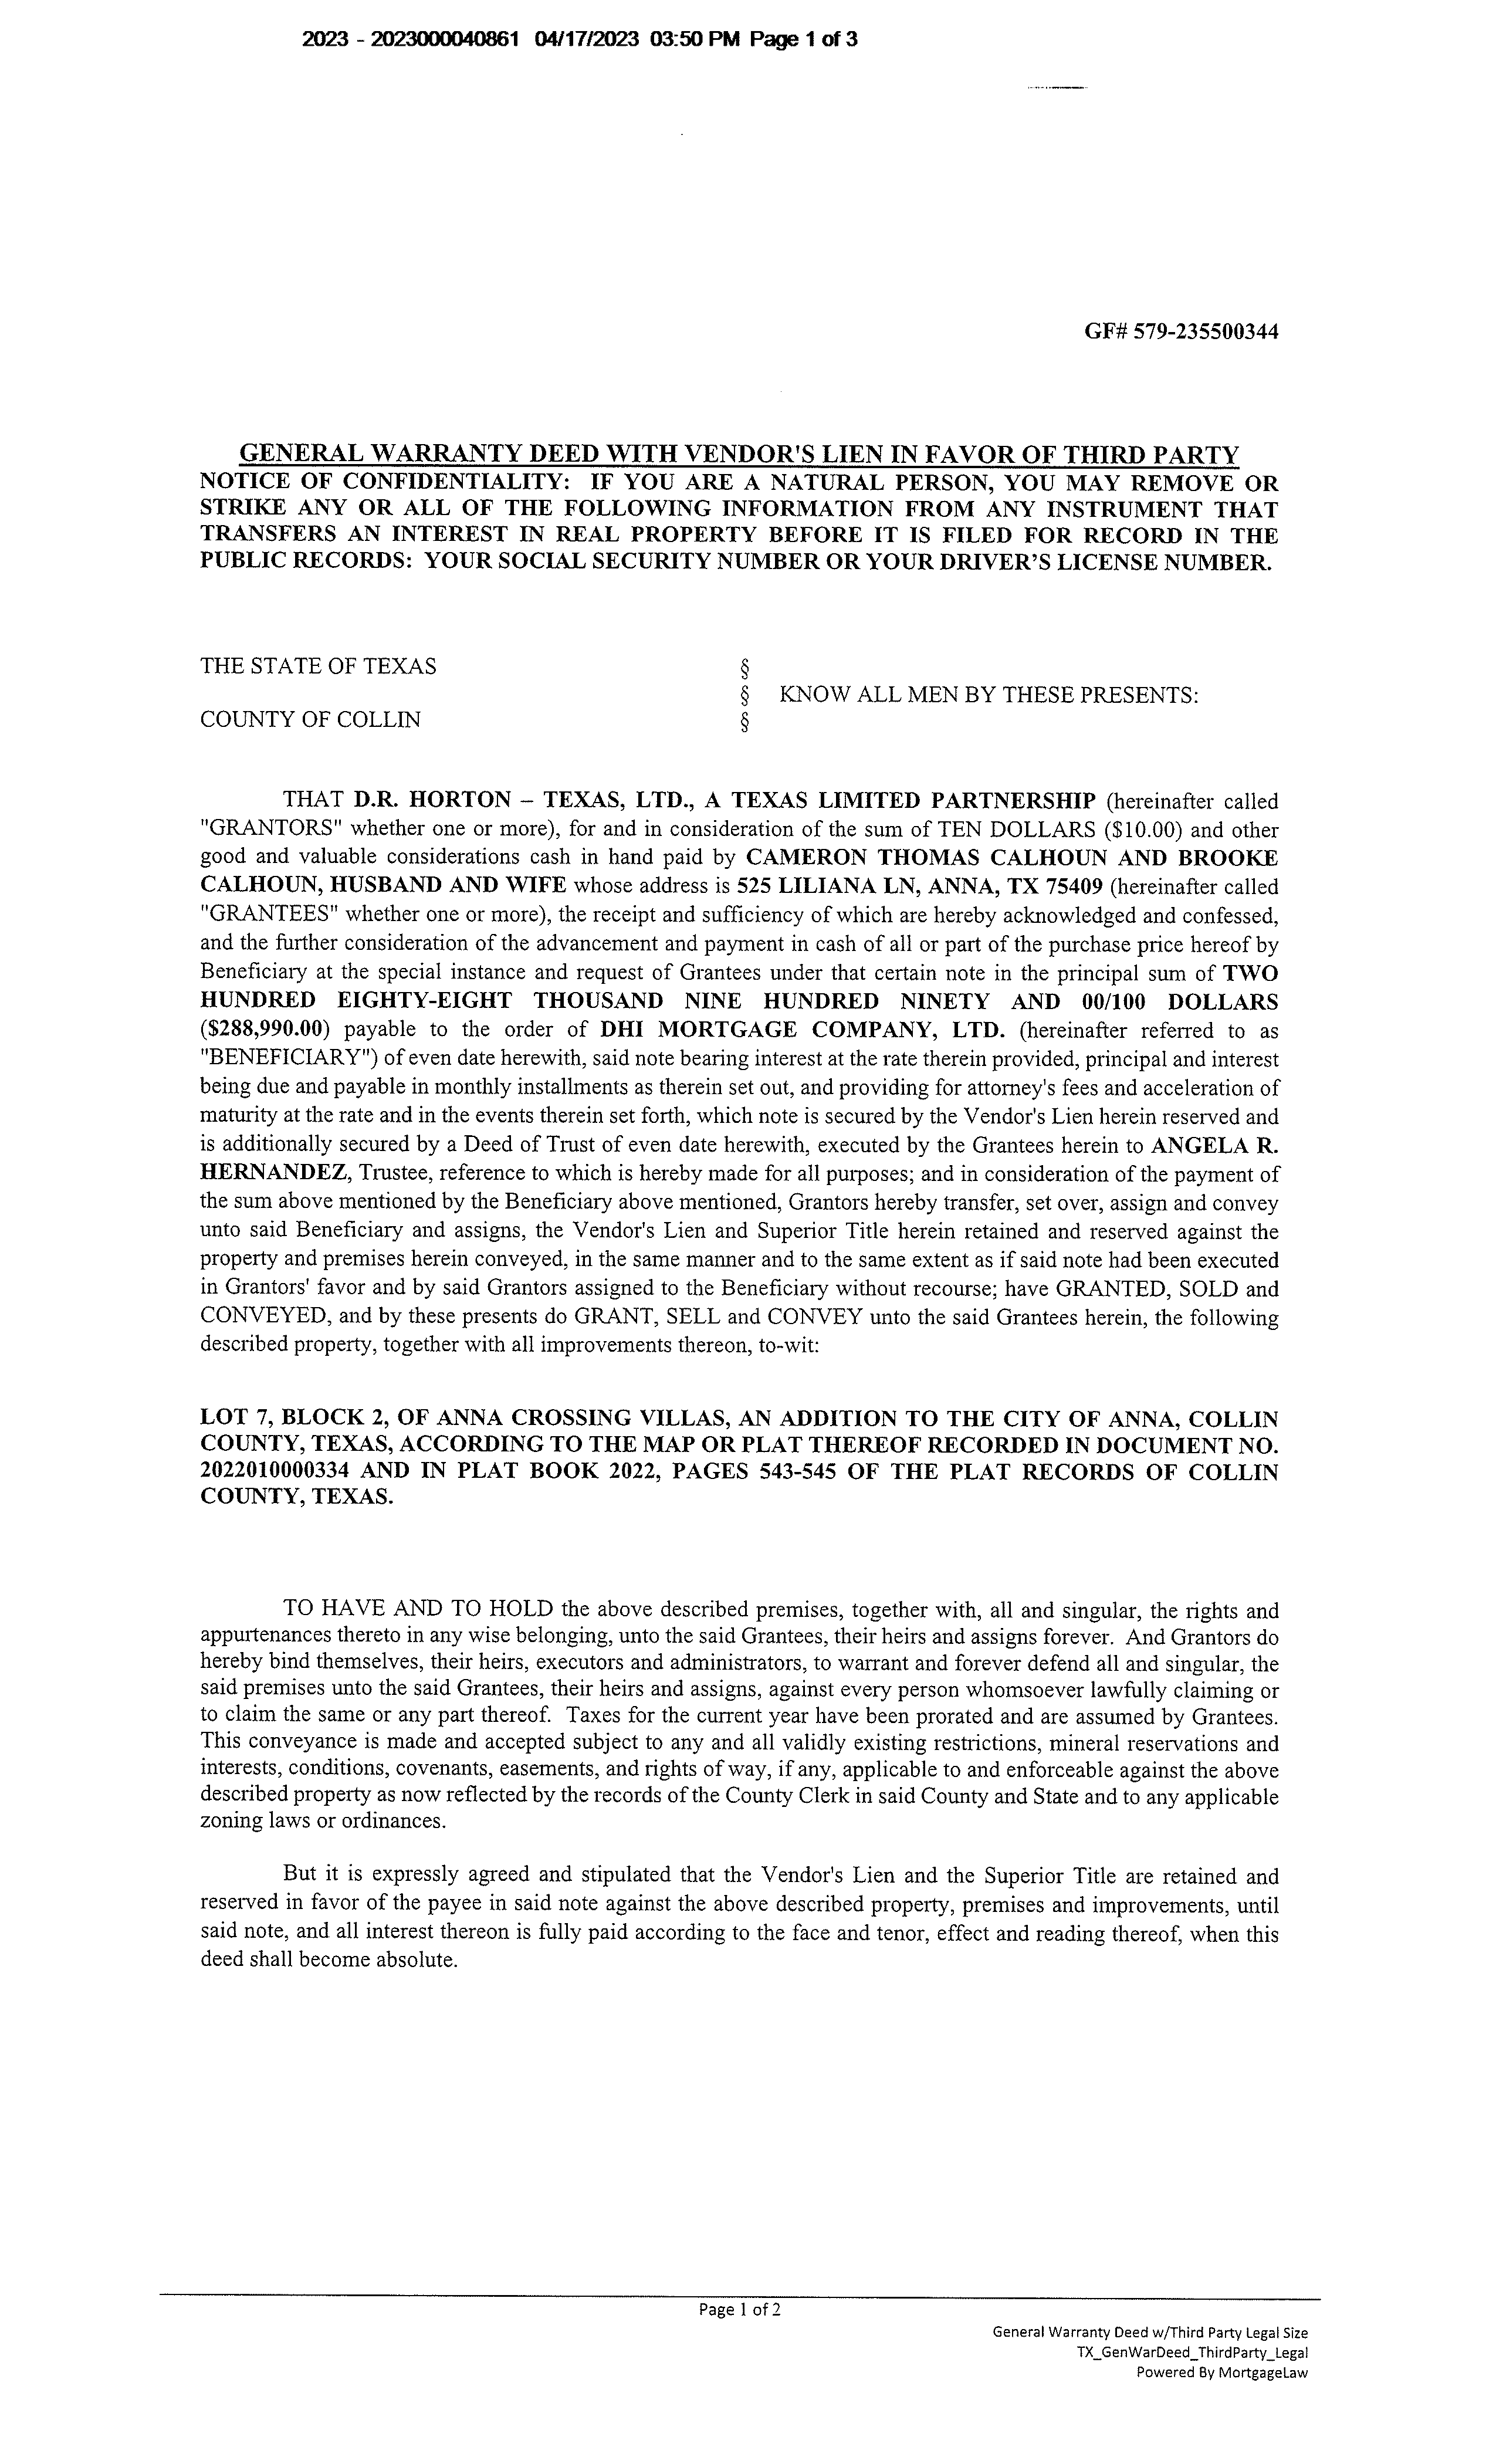 2023 - 2023000040861 04/17/2023 03:50 PM Page 1 of 3
GF# 579-235500344
GENERAL WARRANTY DEED WITH VENDOR'S LIEN IN FAVOR OF THIRD PARTY
NOTICE OF CONFIDENTIALITY: IF YOU ARE A NATURAL PERSON, YOU MAY REMOVE OR
STRIKE ANY OR ALL OF THE FOLLOWING INFORMATION FROM ANY INSTRUMENT THAT
TRANSFERS AN INTEREST IN REAL PROPERTY BEFORE IT IS FILED FOR RECORD IN THE
PUBLIC RECORDS: YOUR SOCIAL SECURITY NUMBER OR YOUR DRIVER'S LICENSE NUMBER.
THE STATE OF TEXAS §
§ KNOW ALL MEN BY THESE PRESENTS:
COUNTY OF COLLIN §
THAT D.R. HORTON – TEXAS, LTD., A TEXAS LIMITED PARTNERSHIP (hereinafter called
"GRANTORS" whether one or more), for and in consideration of the sum of TEN DOLLARS ($10.00) and other
good and valuable considerations cash in hand paid by CAMERON THOMAS CALHOUN AND BROOKE
CALHOUN, HUSBAND AND WIFE whose address is 525 LILIANA LN, ANNA, TX 75409 (hereinafter called
"GRANTEES" whether one or more), the receipt and sufficiency of which are hereby acknowledged and confessed,
and the further consideration of the advancement and payment in cash of all or part of the purchase price hereof by
Beneficiary at the special instance and request of Grantees under that certain note in the principal sum of TWO
HUNDRED EIGHTY-EIGHT THOUSAND NINE HUNDRED NINETY AND 00/100 DOLLARS
($288,990.00) payable to the order of DHI MORTGAGE COMPANY, LTD. (hereinafter referred to as
"BENEFICIARY") of even date herewith, said note bearing interest at the rate therein provided, principal and interest
being due and payable in monthly installments as therein set out, and providing for attorney's fees and acceleration of
maturity at the rate and in the events therein set forth, which note is secured by the Vendor's Lien herein reserved and
is additionally secured by a Deed of Trust of even date herewith, executed by the Grantees herein to ANGELA R.
HERNANDEZ, Trustee, reference to which is hereby made for all purposes; and in consideration of the payment of
the sum above mentioned by the Beneficiary above mentioned, Grantors hereby transfer, set over, assign and convey
unto said Beneficiary and assigns, the Vendor's Lien and Superior Title herein retained and reserved against the
property and premises herein conveyed, in the same manner and to the same extent as if said note had been executed
in Grantors' favor and by said Grantors assigned to the Beneficiary without recourse; have GRANTED, SOLD and
CONVEYED, and by these presents do GRANT, SELL and CONVEY unto the said Grantees herein, the following
described property, together with all improvements thereon, to-wit:
LOT 7, BLOCK 2, OF ANNA CROSSING VILLAS, AN ADDITION TO THE CITY OF ANNA, COLLIN
COUNTY, TEXAS, ACCORDING TO THE MAP OR PLAT THEREOF RECORDED IN DOCUMENT NO.
2022010000334 AND IN PLAT BOOK 2022, PAGES 543-545 OF THE PLAT RECORDS OF COLLIN
COUNTY, TEXAS.
TO HAVE AND TO HOLD the above described premises, together with, all and singular, the rights and
appurtenances thereto in any wise belonging, unto the said Grantees, their heirs and assigns forever. And Grantors do
hereby bind themselves, their heirs, executors and administrators, to warrant and forever defend all and singular, the
said premises unto the said Grantees, their heirs and assigns, against every person whomsoever lawfully claiming or
to claim the same or any part thereof. Taxes for the current year have been prorated and are assumed by Grantees.
This conveyance is made and accepted subject to any and all validly existing restrictions, mineral reservations and
interests, conditions, covenants, easements, and rights of way, if any, applicable to and enforceable against the above
described property as now reflected by the records of the County Clerk in said County and State and to any applicable
zoning laws or ordinances.
But it is expressly agreed and stipulated that the Vendor's Lien and the Superior Title are retained and
reserved in favor of the payee in said note against the above described property, premises and improvements, until
said note, and all interest thereon is fully paid according to the face and tenor, effect and reading thereof, when this
deed shall become absolute.
Page 1 of 2
General Warranty Deed w/Third Party Legal Size
TX_GenWarDeed_ThirdParty_Legal
Powered By MortgageLaw